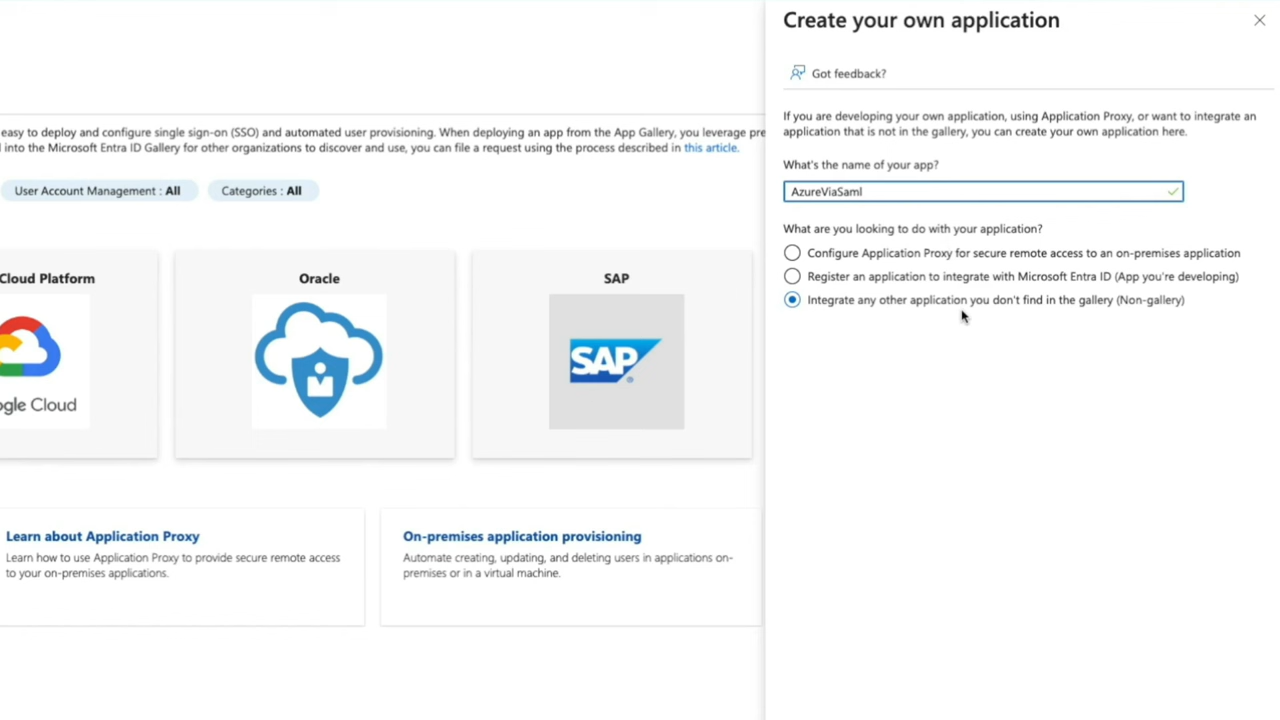 Create your own application
Got feedback?
If you are developing your own application, using Application Proxy, or want to integrate an
application that is not in the gallery, you can create your own application here.
What's the name of your app?
AzureViaSaml
What are you looking to do with your application?
Configure Application Proxy for secure remote access to an on-premises application
Register an application to integrate with Microsoft Entra ID (App you're developing)
Integrate any other application you don't find in the gallery (Non-gallery)
easy to deploy and configure single sign-on (SSO) and automated user provisioning. When deploying an app from the App Gallery, you leverage pre
into the Microsoft Entra ID Gallery for other organizations to discover and use, you can file a request using the process described in this article.
User Account Management : All
Categories : All
Cloud Platform
ogle Cloud
Oracle
SAP
SAP
Learn about Application Proxy
Learn how to use Application Proxy to provide secure remote access
to your on-premises applications.
On-premises application provisioning
Automate creating, updating, and deleting users in applications on-
premises or in a virtual machine.